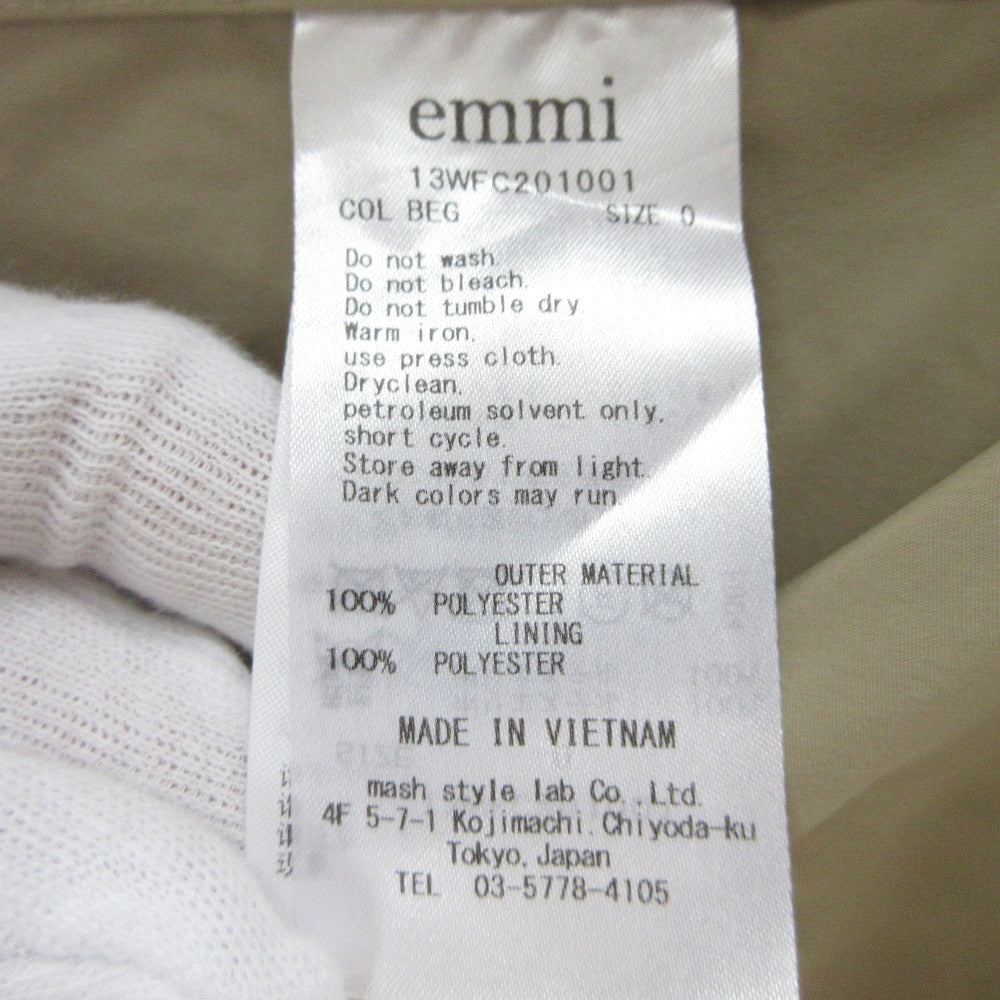 emmi
13WFC201001
COL BEG SIZE 0
Do not wash.
Do not bleach.
Do not tumble dry
Warm iron.
use press cloth.
Dryclean.
petroleum solvent only.
short cycle.
Store away from light.
Dark colors may run.
OUTER MATERIAL
100% POLYESTER
LINING
100% POLYESTER
MADE IN VIETNAM
mash style lab Co.,Ltd.
4F 5-7-1 Kojimachi.Chiyoda-ku
Tokyo,Japan
TEL 03-5778-4105